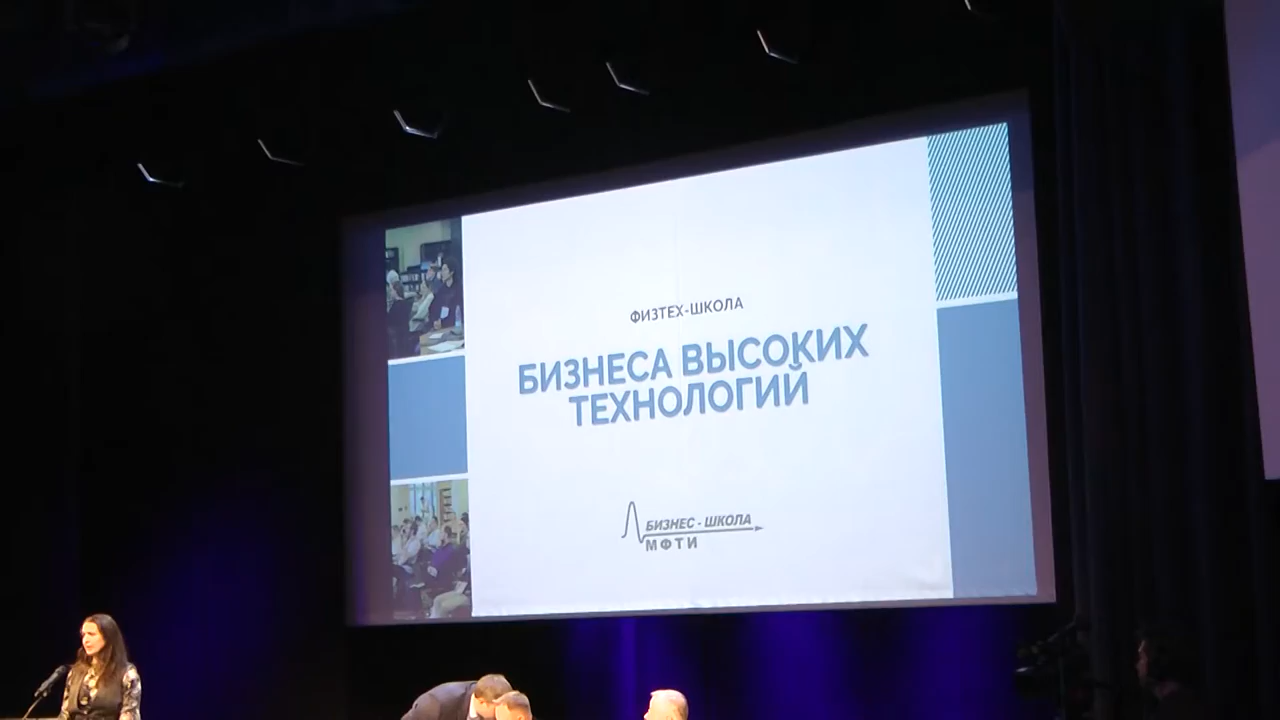 ФИЗТЕХ-ШКОЛА
БИЗНЕСА ВЫСОКИХ
ТЕХНОЛОГИЙ
БИЗНЕС - ШКОЛА
МФТИ